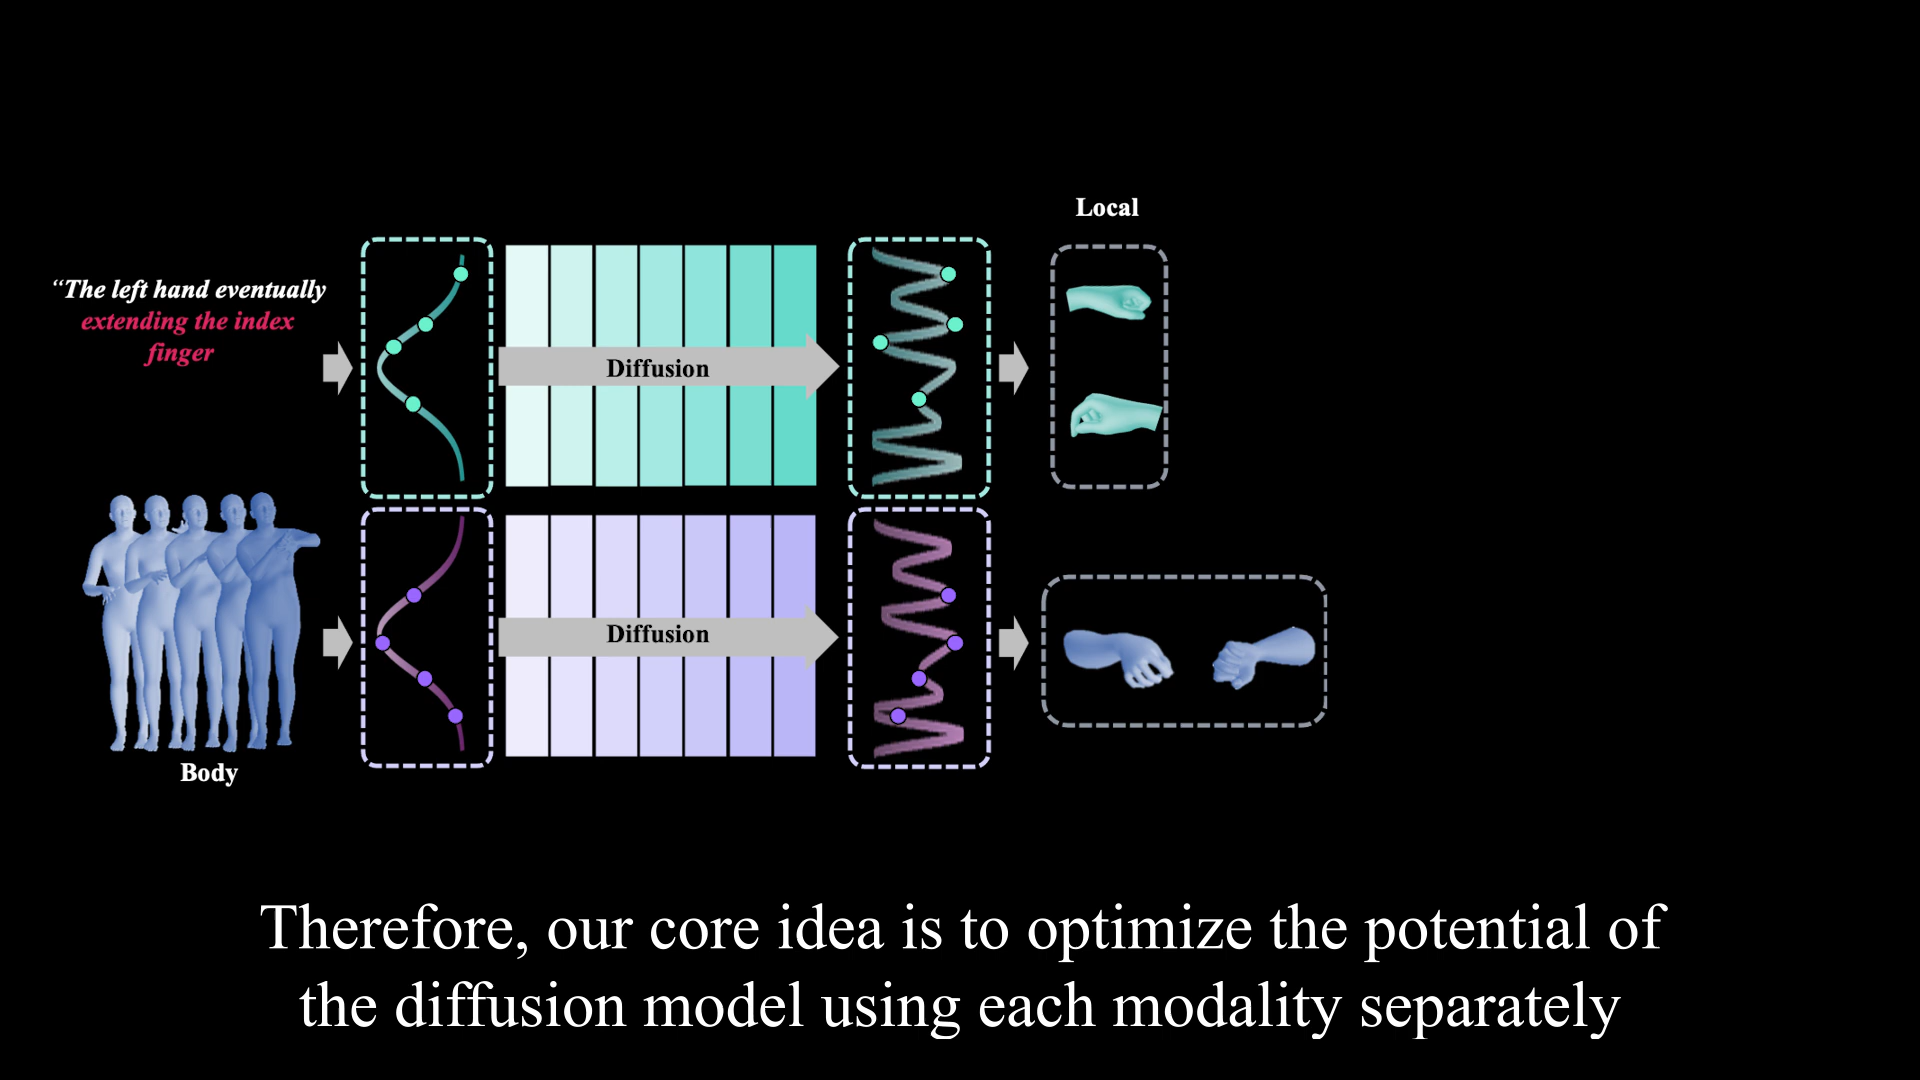 Local
“The left hand eventually
extending the index
finger
Diffusion
Diffusion
Body
Therefore, our core idea is to optimize the potential of
the diffusion model using each modality separately